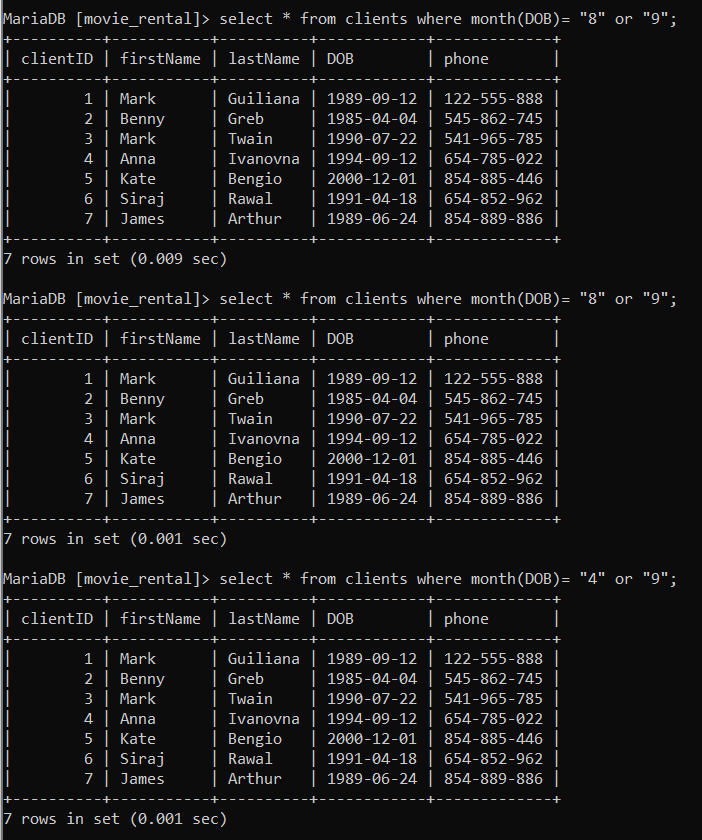 MariaDB [movie_rental]> select * from clients where month(DOB)= "8" or "9";
+----------+-----------+----------+------------+-------------+
| clientID | firstName | lastName | DOB        | phone       |
+----------+-----------+----------+------------+-------------+
|        1 | Mark      | Guiliana | 1989-09-12 | 122-555-888 |
|        2 | Benny     | Greb     | 1985-04-04 | 545-862-745 |
|        3 | Mark      | Twain    | 1990-07-22 | 541-965-785 |
|        4 | Anna      | Ivanovna | 1994-09-12 | 654-785-022 |
|        5 | Kate      | Bengio   | 2000-12-01 | 854-885-446 |
|        6 | Siraj     | Rawal    | 1991-04-18 | 654-852-962 |
|        7 | James     | Arthur   | 1989-06-24 | 854-889-886 |
+----------+-----------+----------+------------+-------------+
7 rows in set (0.009 sec)
MariaDB [movie_rental]> select * from clients where month(DOB)= "8" or "9";
+----------+-----------+----------+------------+-------------+
| clientID | firstName | lastName | DOB        | phone       |
+----------+-----------+----------+------------+-------------+
|        1 | Mark      | Guiliana | 1989-09-12 | 122-555-888 |
|        2 | Benny     | Greb     | 1985-04-04 | 545-862-745 |
|        3 | Mark      | Twain    | 1990-07-22 | 541-965-785 |
|        4 | Anna      | Ivanovna | 1994-09-12 | 654-785-022 |
|        5 | Kate      | Bengio   | 2000-12-01 | 854-885-446 |
|        6 | Siraj     | Rawal    | 1991-04-18 | 654-852-962 |
|        7 | James     | Arthur   | 1989-06-24 | 854-889-886 |
+----------+-----------+----------+------------+-------------+
7 rows in set (0.001 sec)
MariaDB [movie_rental]> select * from clients where month(DOB)= "4" or "9";
+----------+-----------+----------+------------+-------------+
| clientID | firstName | lastName | DOB        | phone       |
+----------+-----------+----------+------------+-------------+
|        1 | Mark      | Guiliana | 1989-09-12 | 122-555-888 |
|        2 | Benny     | Greb     | 1985-04-04 | 545-862-745 |
|        3 | Mark      | Twain    | 1990-07-22 | 541-965-785 |
|        4 | Anna      | Ivanovna | 1994-09-12 | 654-785-022 |
|        5 | Kate      | Bengio   | 2000-12-01 | 854-885-446 |
|        6 | Siraj     | Rawal    | 1991-04-18 | 654-852-962 |
|        7 | James     | Arthur   | 1989-06-24 | 854-889-886 |
+----------+-----------+----------+------------+-------------+
7 rows in set (0.001 sec)